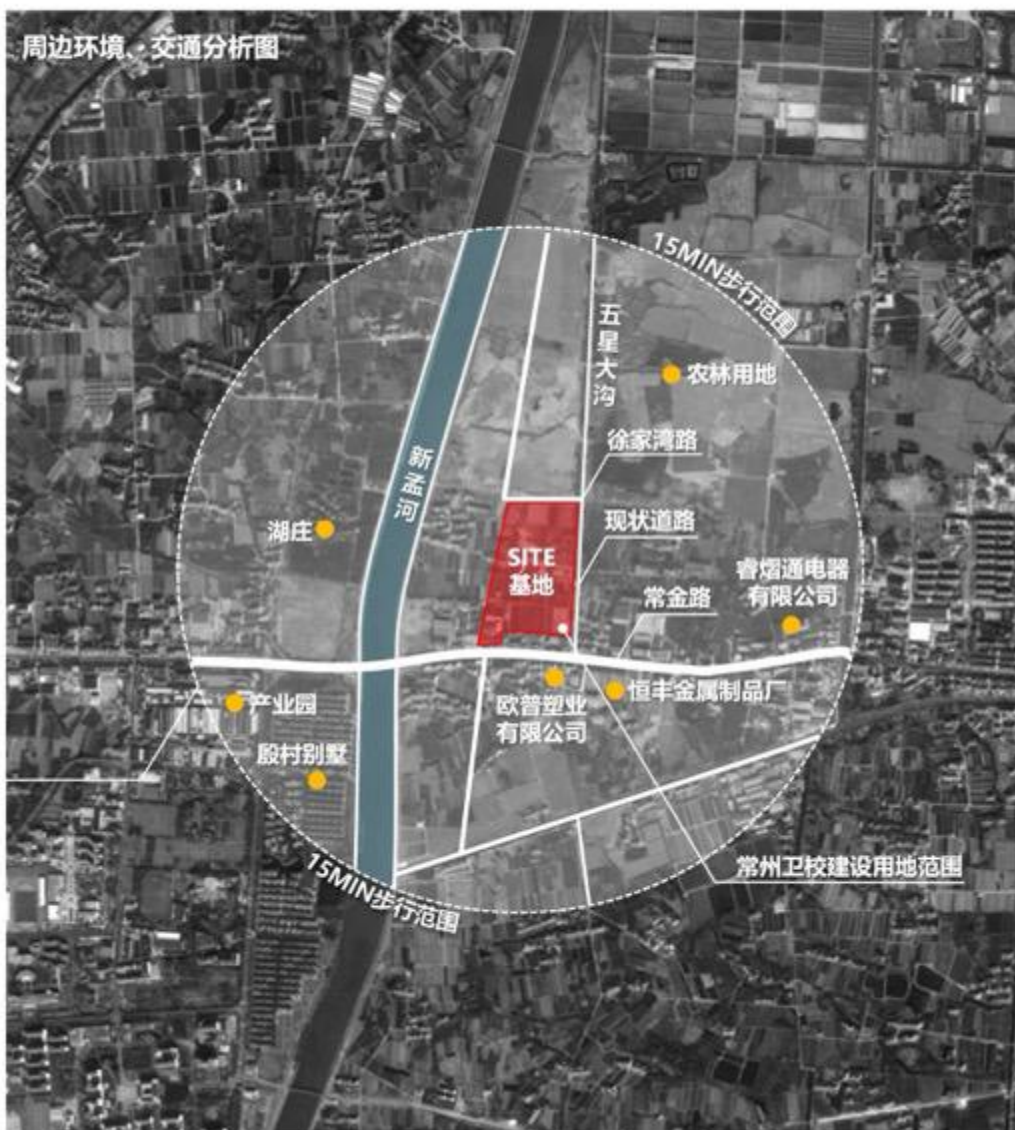 周边环境、交通分析图
15MIN步行范围
五星大沟
农林用地
徐家湾路
新孟河
湖庄
SITE
基地
现状道路
睿熠通电器
有限公司
常金路
产业园
欧普塑业
有限公司
恒丰金属制品厂
殷村别墅
15MIN步行范围
常州卫校建设用地范围